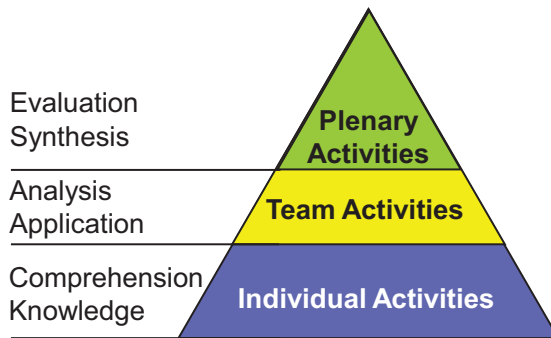 Evaluation
Synthesis
Plenary
Activities
Analysis
Application
Team Activities
Comprehension
Knowledge
Individual Activities